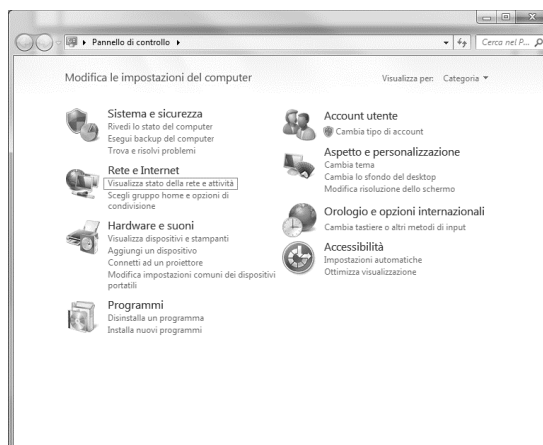 Pannello di controllo
Cerca nel P...
Modifica le impostazioni del computer
Visualizza per: Categoria
Sistema e sicurezza
Rivedi lo stato del computer
Esegui backup del computer
Trova e risolvi problemi
Rete e Internet
Visualizza stato della rete e attività
Scegli gruppo home e opzioni di
condivisione
Hardware e suoni
Visualizza dispositivi e stampanti
Aggiungi un dispositivo
Connetti ad un proiettore
Modifica impostazioni comuni dei dispositivi
portatili
Programmi
Disinstalla un programma
Installa nuovi programmi
Account utente
Cambia tipo di account
Aspetto e personalizzazione
Cambia tema
Cambia lo sfondo del desktop
Modifica risoluzione dello schermo
Orologio e opzioni internazionali
Cambia tastiere o altri metodi di input
Accessibilità
Impostazioni automatiche
Ottimizza visualizzazione